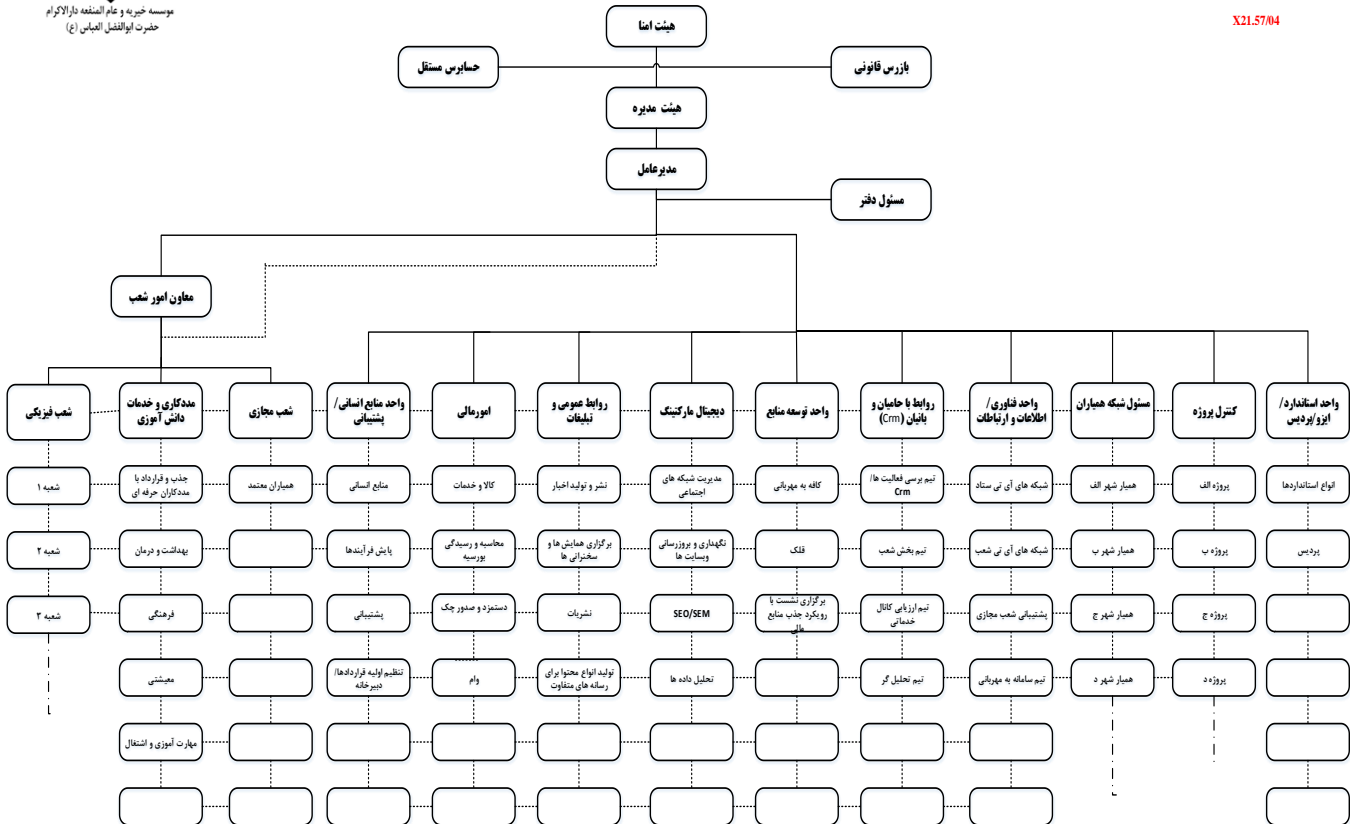 موسسه خیریه و عام المنفعه دارالاکرام
حضرت ابوالفضل العباس (ع)
X21.57/04
هیئت امنا
بازرس قانونی
حسابرس مستقل
هیئت مدیره
مدیرعامل
مسئول دفتر
معاون امور شعب
واحد استاندارد/
ایزو/پردیس
کنترل پروژه
مسئول شبکه همیاران
واحد فناوری/
اطلاعات و ارتباطات
روابط با حامیان و
بانیان (Crm)
واحد توسعه منابع
دیجیتال مارکتینگ
روابط عمومی و
تبلیغات
امورمالی
واحد منابع انسانی/
پشتیبانی
شعب مجازی
مددکاری و خدمات
دانش آموزی
شعب فیزیکی
انواع استانداردها
پروژه الف
همیار شهر الف
شبکه های آی تی ستاد
تیم برسی فعالیت ها/
Crm
کافه به مهربانی
مدیریت شبکه های
اجتماعی
نشر و تولید اخبار
کالا و خدمات
منابع انسانی
همیاران معتمد
جذب و قرارداد با
مددکاران حرفه ای
شعبه ۱
پردیس
پروژه ب
همیار شهر ب
شبکه های آی تی شعب
تیم بخش شعب
قلک
نگهداری و بروزرسانی
وبسایت ها
برگزاری همایش ها و
سخنرانی ها
محاسبه و رسیدگی
بورسیه
پایش فرآیندها
بهداشت و درمان
شعبه ۲
پروژه ج
همیار شهر ج
پشتیبانی شعب مجازی
تیم ارزیابی کانال
خدماتی
برگزاری نشست با
رویکرد جذب منابع
مالی
SEO/SEM
نشریات
دستمزد و صدور چک
پشتیبانی
فرهنگی
شعبه ۳
پروژه د
همیار شهر د
تیم سامانه به مهربانی
تیم تحلیل گر
تحلیل داده ها
تولید انواع محتوا برای
رسانه های متفاوت
وام
تنظیم اولیه قراردادها/
دبیرخانه
معیشتی
مهارت آموزی و اشتغال